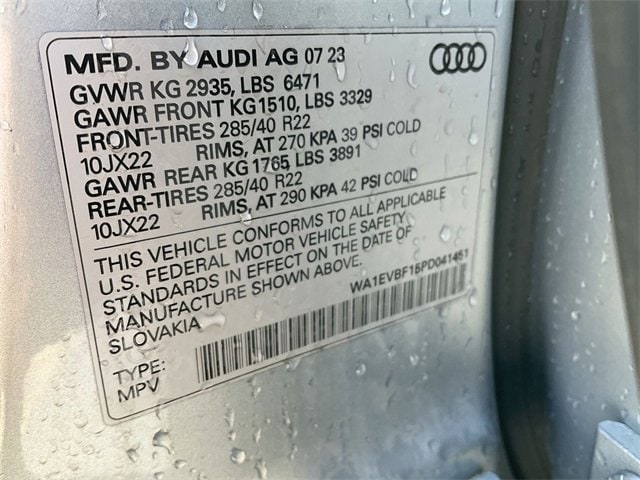 MFD. BY AUDI AG 07 23
GVWR KG 2935, LBS 6471
GAWR FRONT KG1510, LBS 3329
FRONT-TIRES 285/40 R22
10JX22 RIMS, AT 270 KPA 39 PSI COLD
GAWR REAR KG 1765 LBS 3891
REAR-TIRES 285/40 R22
10JX22 RIMS, AT 290 KPA 42 PSI COLD
THIS VEHICLE CONFORMS TO ALL APPLICABLE
U.S. FEDERAL MOTOR VEHICLE SAFETY
STANDARDS IN EFFECT ON THE DATE OF
MANUFACTURE SHOWN ABOVE.
SLOVAKIA
WA1EVBF15PD041451
TYPE:
MPV